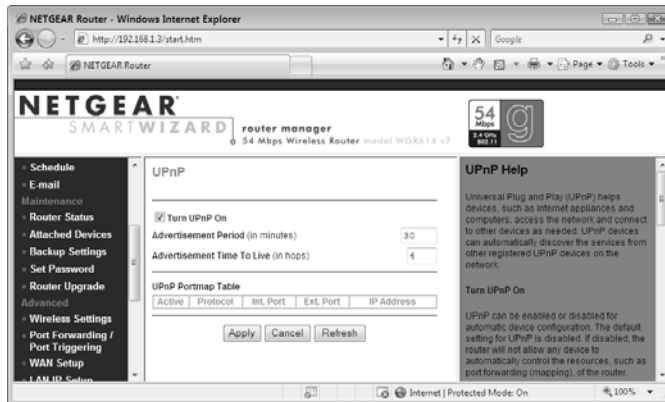 NETGEAR Router - Windows Internet Explorer
http://192.168.1.3/start.htm
Google
NETGEAR Router
Page
Tools
NETGEAR
SMARTWIZARD router manager
54 Mbps Wireless Router model WGR614 v7
54
Mbps
2.4 GHz
802.11
g
Schedule
E-mail
Maintenance
Router Status
Attached Devices
Backup Settings
Set Password
Router Upgrade
Advanced
Wireless Settings
Port Forwarding /
Port Triggering
WAN Setup
LAN IP Setup
UPnP
Turn UPnP On
Advertisement Period (in minutes) 30
Advertisement Time To Live (in hops) 4
UPnP Portmap Table
Active Protocol Int. Port Ext. Port IP Address
Apply Cancel Refresh
UPnP Help
Universal Plug and Play (UPnP) helps
devices, such as Internet appliances and
computers, access the network and connect
to other devices as needed. UPnP devices
can automatically discover the services from
other registered UPnP devices on the
network.
Turn UPnP On
UPnP can be enabled or disabled for
automatic device configuration. The default
setting for UPnP is disabled. If disabled, the
router will not allow any device to
automatically control the resources, such as
port forwarding (mapping), of the router.
Internet | Protected Mode: On
100%